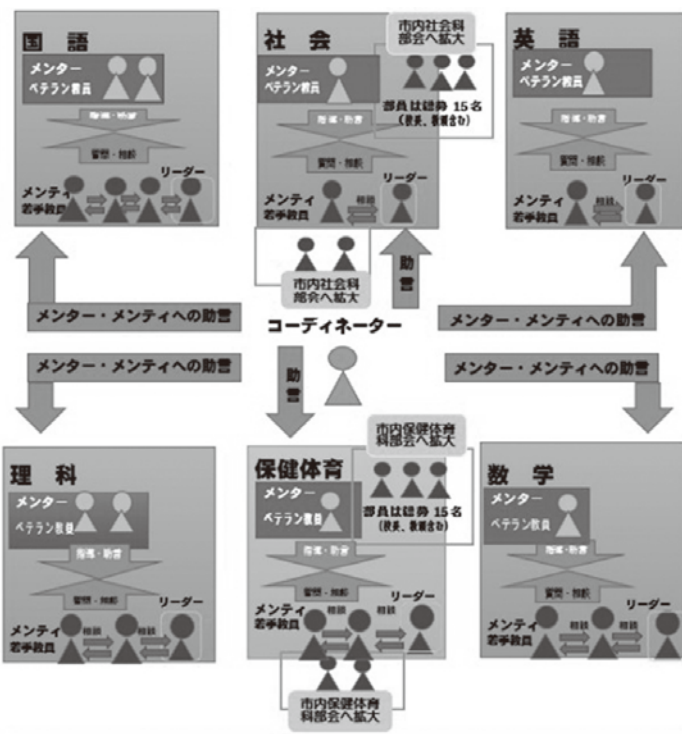 国 語
メンター
ベテラン教員
指導・助言
質問・相談
リーダー
メンティ
若手教員
社 会
メンター
ベテラン教員
指導・助言
質問・相談
リーダー
メンティ
若手教員
相談
市内社会科
部会へ拡大
部員は総勢 15名
(校長、教頭含む)
市内社会科
部会へ拡大
英 語
メンター
ベテラン教員
指導・助言
質問・相談
リーダー
メンティ
若手教員
相談
助言
メンター・メンティへの助言
メンター・メンティへの助言
コーディネーター
メンター・メンティへの助言
メンター・メンティへの助言
助言
理 科
メンター
ベテラン教員
指導・助言
質問・相談
リーダー
メンティ
若手教員
相談
相談
保健体育
メンター
ベテラン教員
指導・助言
質問・相談
リーダー
メンティ
若手教員
相談
相談
市内保健体育
科部会へ拡大
部員は総勢 15名
(校長、教頭含む)
市内保健体育
科部会へ拡大
数 学
メンター
ベテラン教員
指導・助言
質問・相談
リーダー
メンティ
若手教員
相談
相談